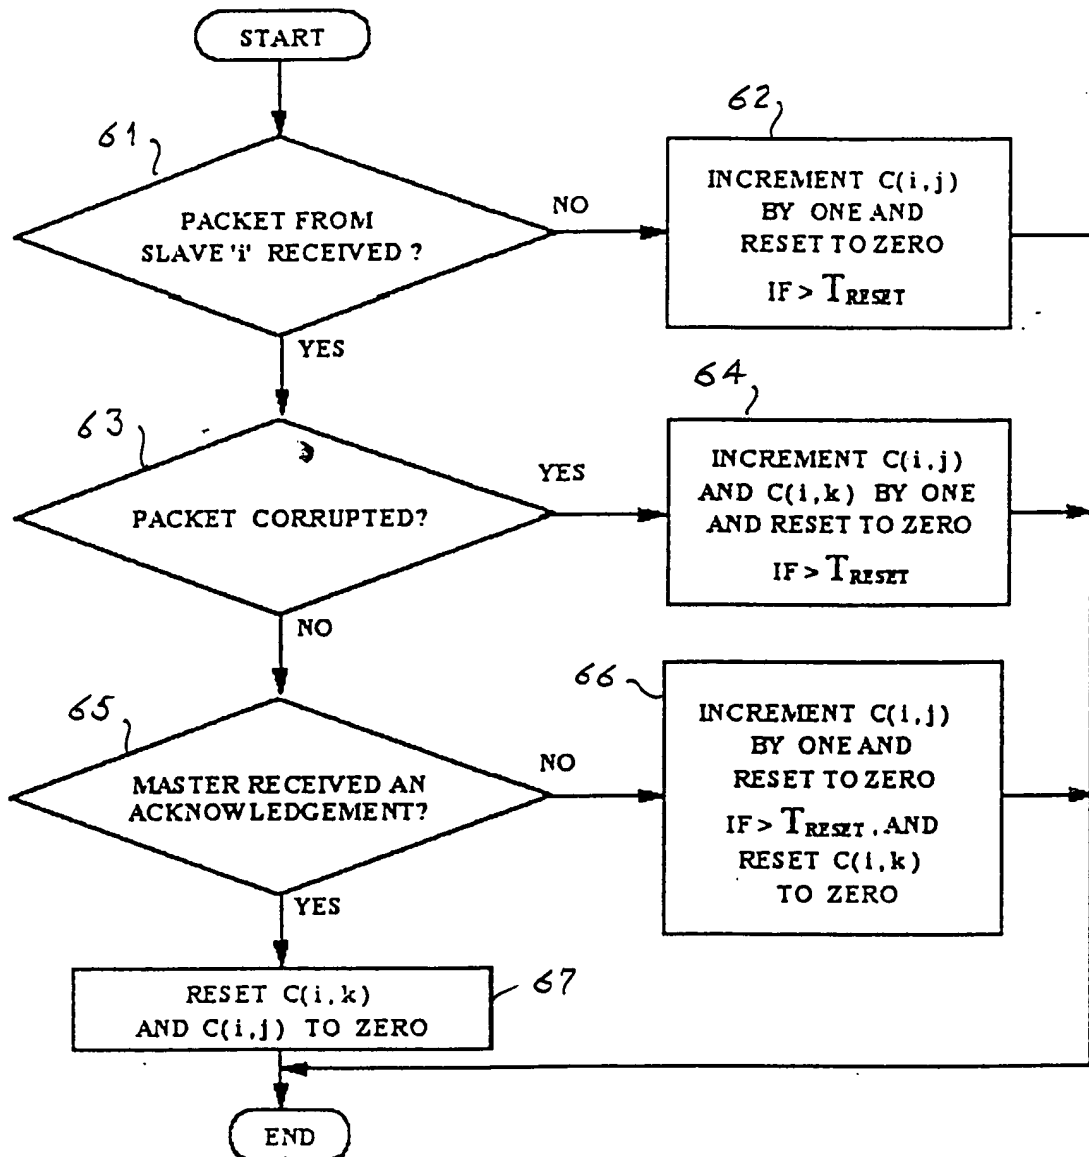 START
61
PACKET FROM
SLAVE 'i' RECEIVED ?
NO
62
INCREMENT C(i,j)
BY ONE AND
RESET TO ZERO
IF > TRESET
YES
63
PACKET CORRUPTED?
YES
64
INCREMENT C(i,j)
AND C(i,k) BY ONE
AND RESET TO ZERO
IF > TRESET
NO
65
MASTER RECEIVED AN
ACKNOWLEDGEMENT?
NO
66
INCREMENT C(i,j)
BY ONE AND
RESET TO ZERO
IF > TRESET, AND
RESET C(i,k)
TO ZERO
YES
RESET C(i,k)
AND C(i,j) TO ZERO
67
END